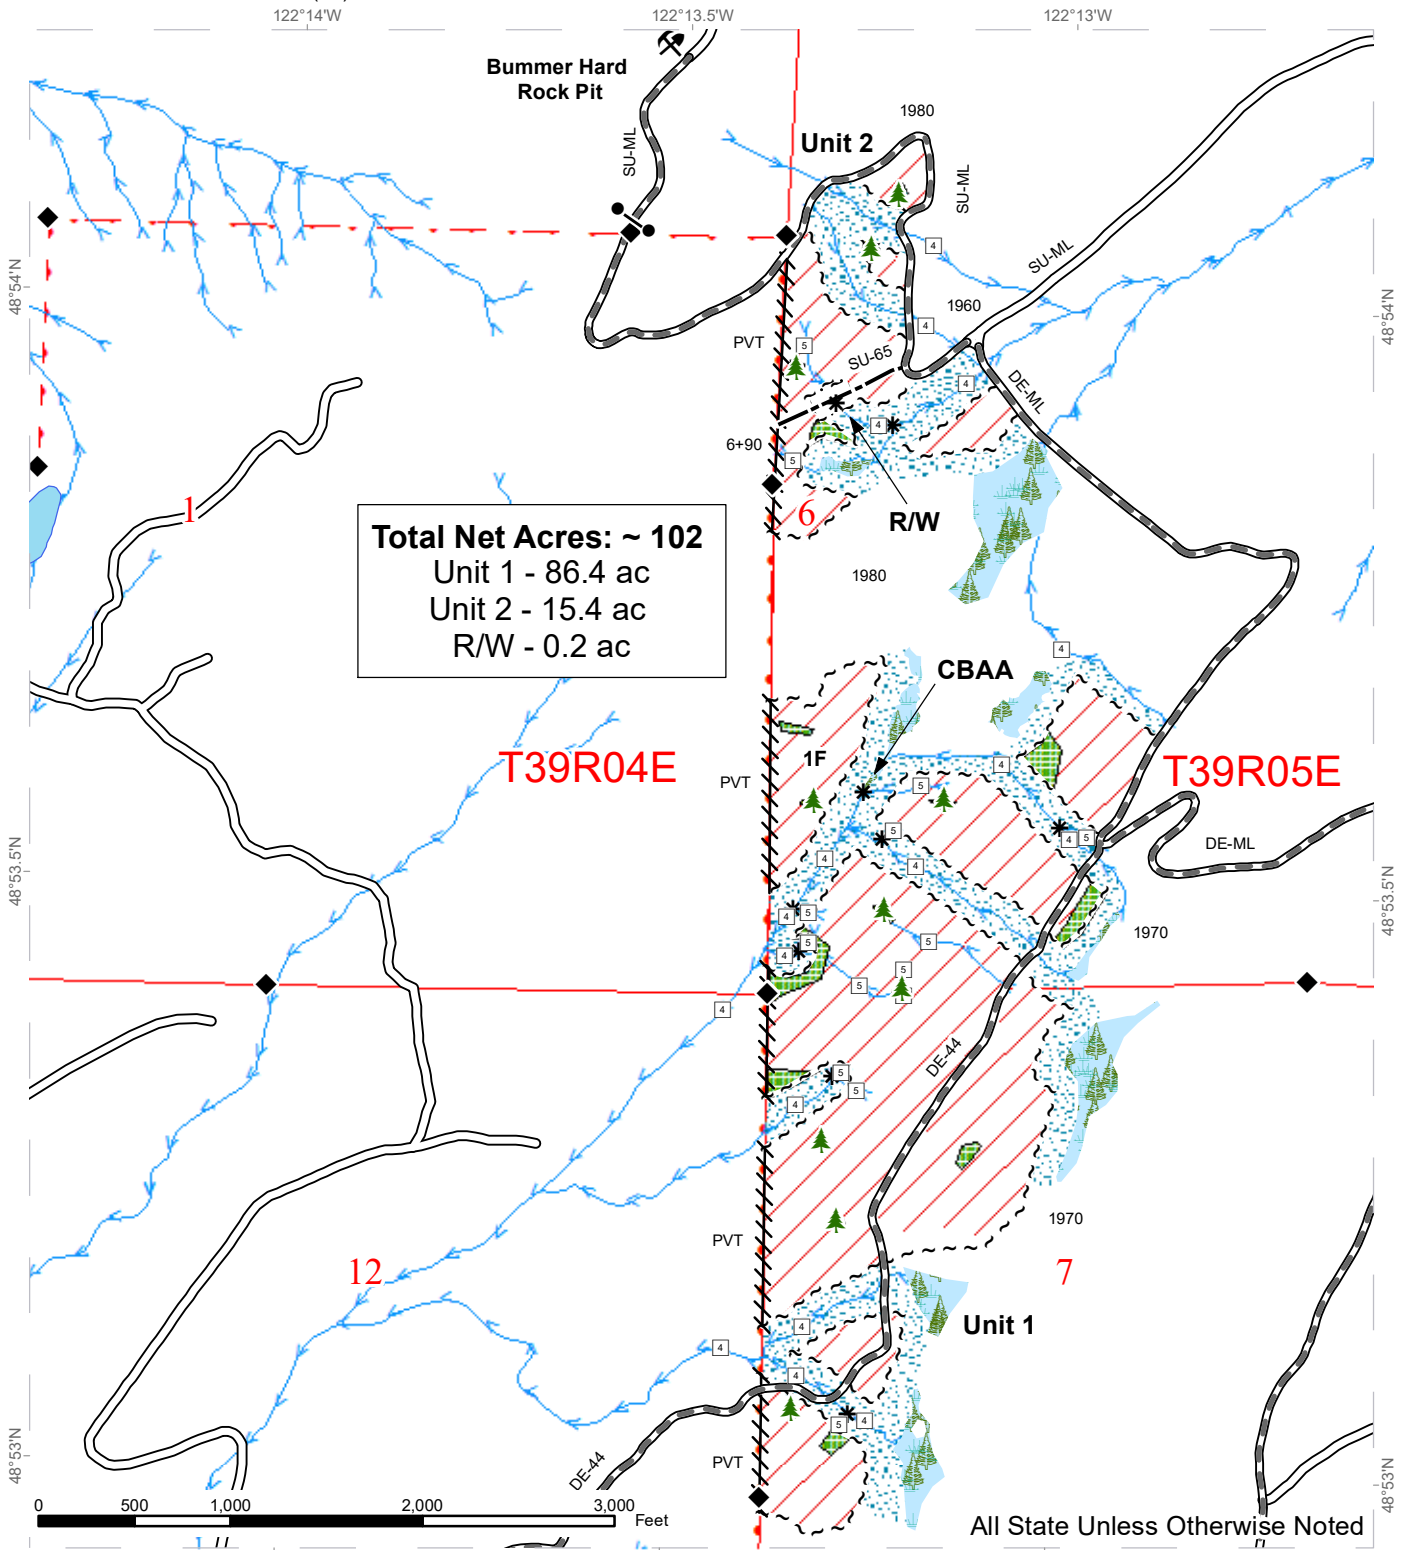 122°14'W
122°13.5'W
122°13'W
Bummer Hard
Rock Pit
1980
Unit 2
SU-ML
SU-ML
4
SU-ML
48°54'N
48°54'N
1960
4
PVT
5
SU-65
4
DE-ML
4
6+90
5
1
6
R/W
Total Net Acres: ~ 102
Unit 1 - 86.4 ac
Unit 2 - 15.4 ac
R/W - 0.2 ac
1980
4
CBAA
1F
T39R04E
T39R05E
PVT
4
5
5
4
5
DE-ML
4
4
48°53.5'N
48°53.5'N
4
5
1970
5
5
4
5
5
4
DE-44
5
5
4
1970
PVT
12
7
Unit 1
4
4
4
5
4
DE-44
PVT
48°53'N
48°53'N
0
500
1,000
2,000
3,000
Feet
All State Unless Otherwise Noted